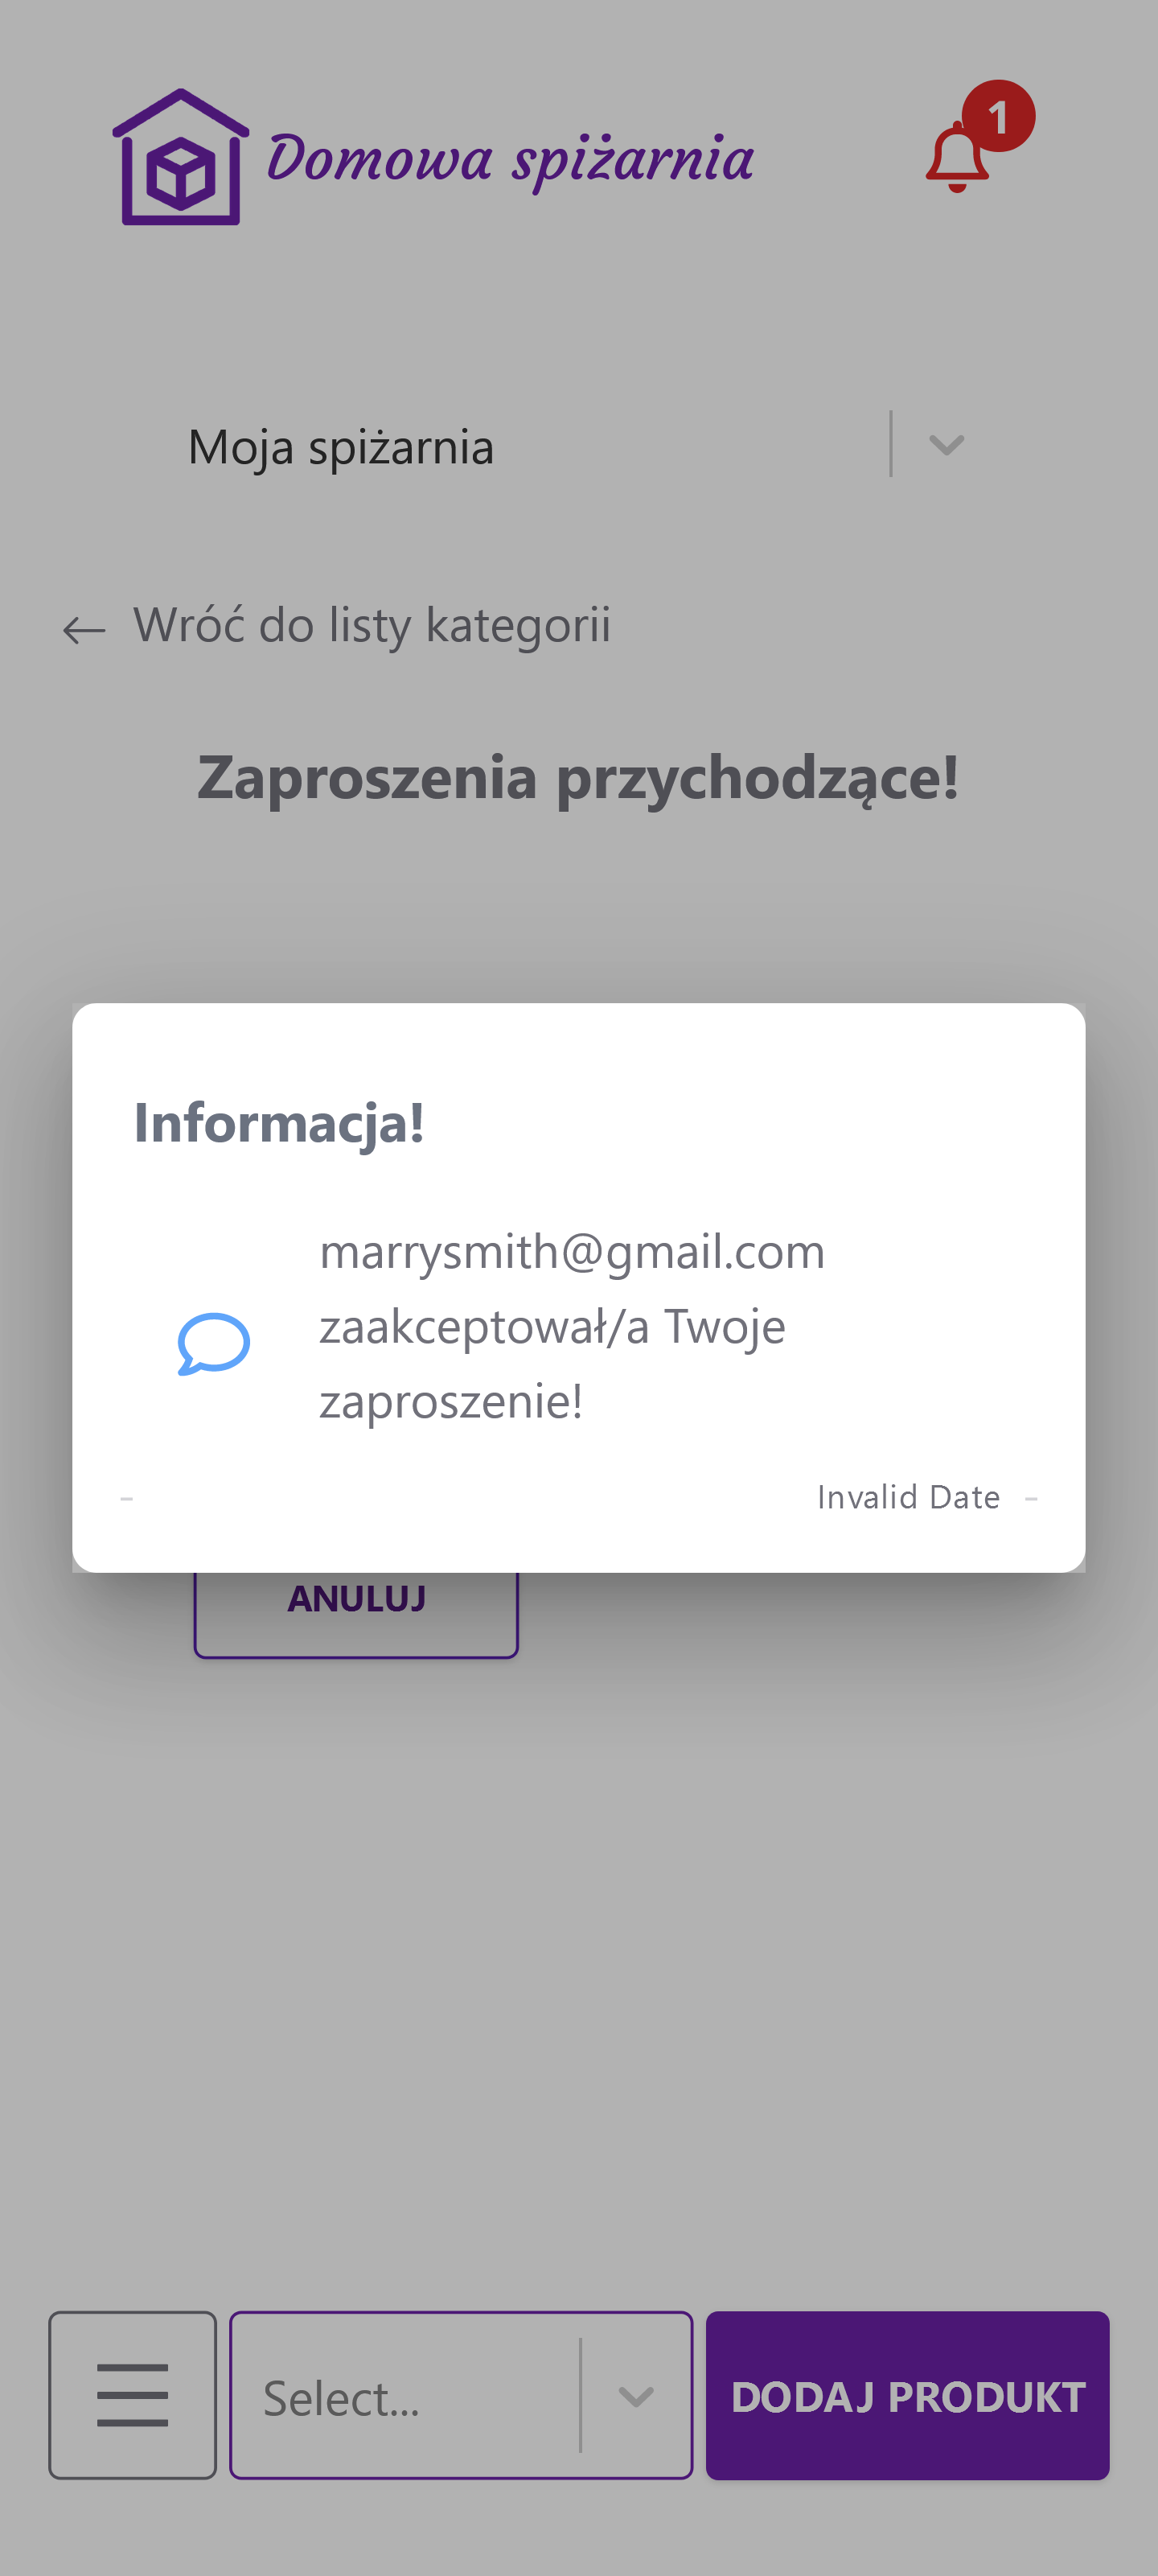 Domowa spiżarnia
1
Moja spiżarnia
← Wróć do listy kategorii
Zaproszenia przychodzące!
Informacja!
marrysmith@gmail.com
zaakceptował/a Twoje
zaproszenie!
- Invalid Date -
ANULUJ
Select...
DODAJ PRODUKT